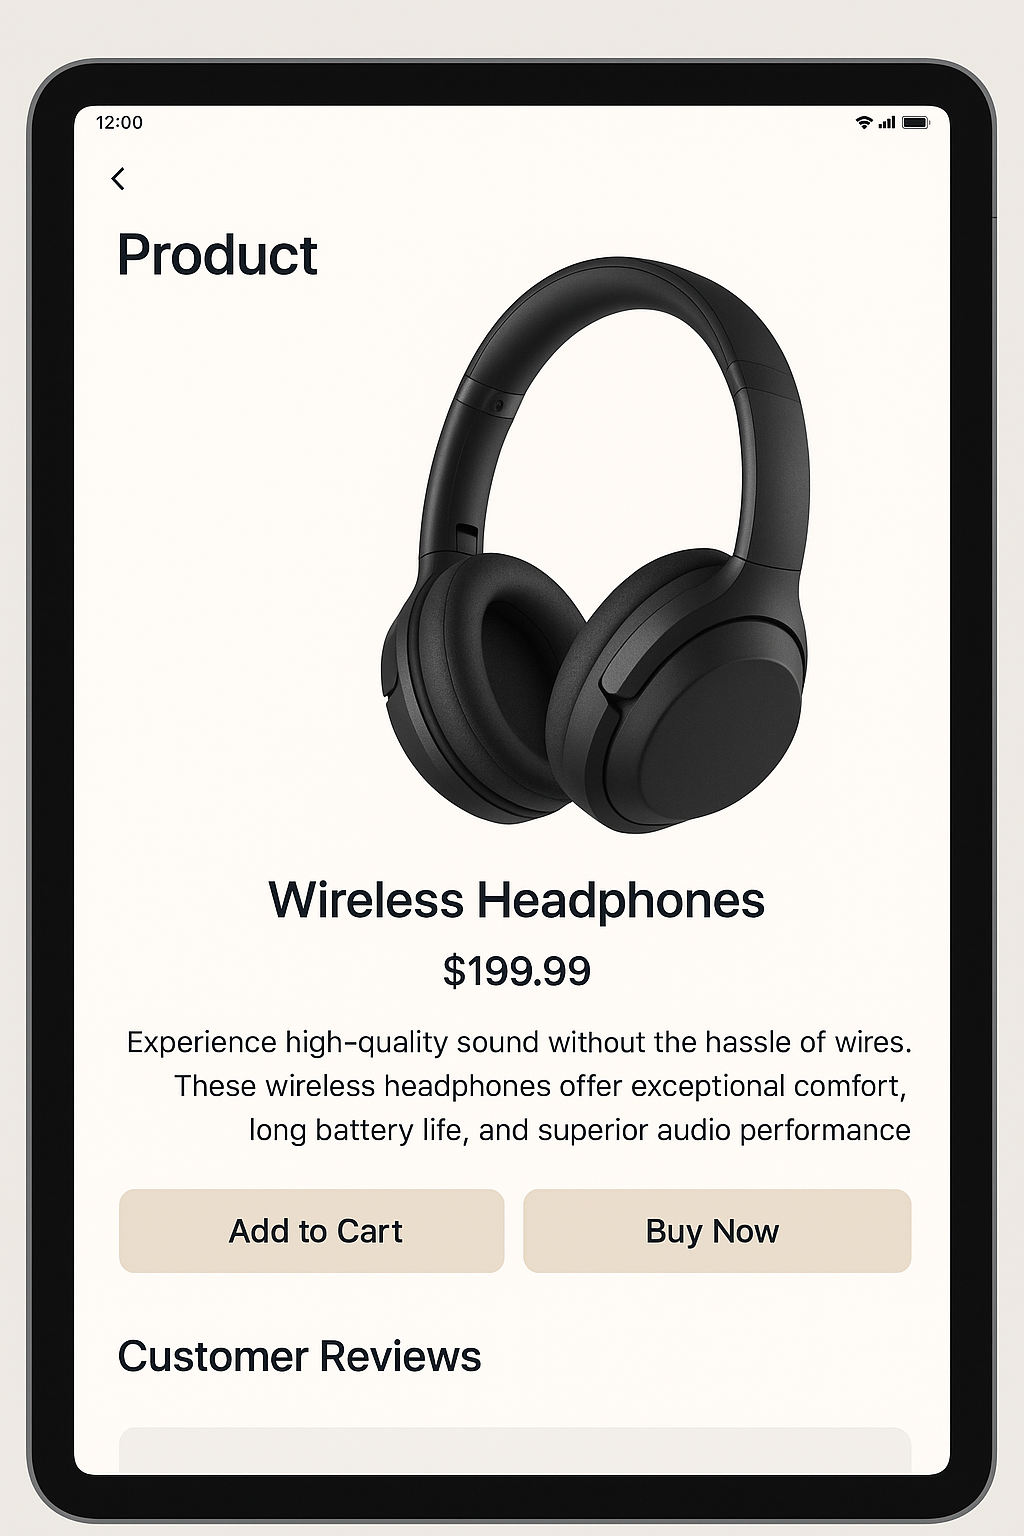 12:00
Product
Wireless Headphones
$199.99
Experience high-quality sound without the hassle of wires.
These wireless headphones offer exceptional comfort,
long battery life, and superior audio performance
Add to Cart
Buy Now
Customer Reviews